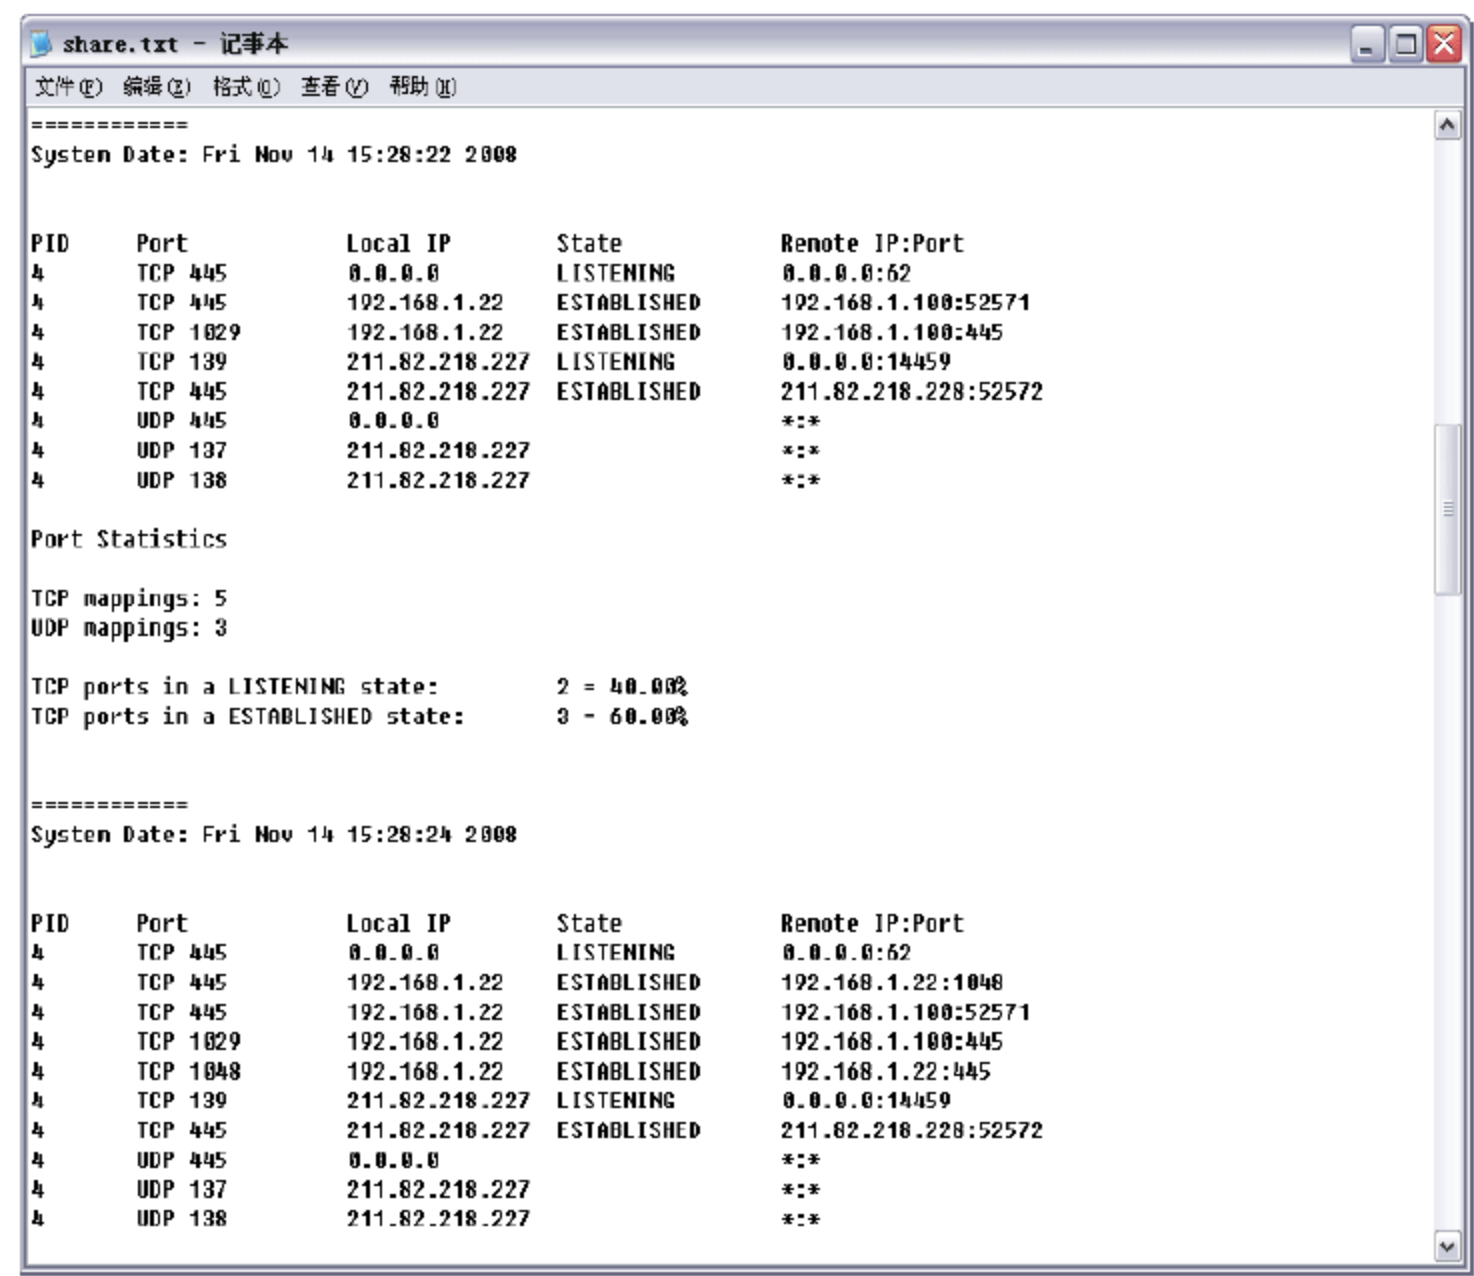 share.txt - 记事本
文件(F) 编辑(E) 格式(O) 查看(V) 帮助(H)
============
System Date: Fri Nov 14 15:28:22 2008
PID Port Local IP State Remote IP:Port
4 TCP 445 0.0.0.0 LISTENING 0.0.0.0:62
4 TCP 445 192.168.1.22 ESTABLISHED 192.168.1.100:52571
4 TCP 1029 192.168.1.22 ESTABLISHED 192.168.1.100:445
4 TCP 139 211.82.218.227 LISTENING 0.0.0.0:14459
4 TCP 445 211.82.218.227 ESTABLISHED 211.82.218.228:52572
4 UDP 445 0.0.0.0 *:*
4 UDP 137 211.82.218.227 *:*
4 UDP 138 211.82.218.227 *:*
Port Statistics
TCP mappings: 5
UDP mappings: 3
TCP ports in a LISTENING state: 2 = 40.00%
TCP ports in a ESTABLISHED state: 3 = 60.00%
============
System Date: Fri Nov 14 15:28:24 2008
PID Port Local IP State Remote IP:Port
4 TCP 445 0.0.0.0 LISTENING 0.0.0.0:62
4 TCP 445 192.168.1.22 ESTABLISHED 192.168.1.22:1048
4 TCP 445 192.168.1.22 ESTABLISHED 192.168.1.100:52571
4 TCP 1029 192.168.1.22 ESTABLISHED 192.168.1.100:445
4 TCP 1048 192.168.1.22 ESTABLISHED 192.168.1.22:445
4 TCP 139 211.82.218.227 LISTENING 0.0.0.0:14459
4 TCP 445 211.82.218.227 ESTABLISHED 211.82.218.228:52572
4 UDP 445 0.0.0.0 *:*
4 UDP 137 211.82.218.227 *:*
4 UDP 138 211.82.218.227 *:*